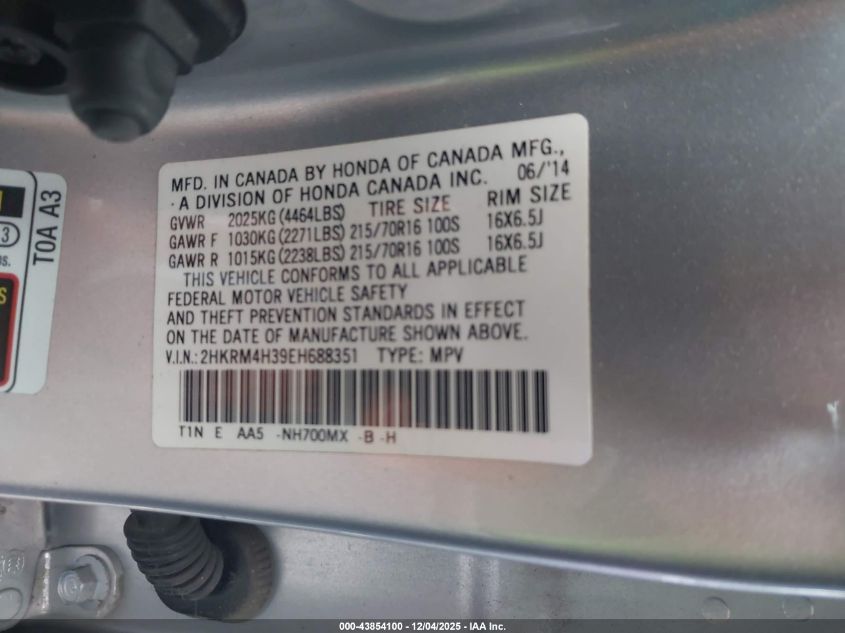 MFD. IN CANADA BY HONDA OF CANADA MFG.,
· A DIVISION OF HONDA CANADA INC. 06/'14
GVWR 2025KG(4464LBS) TIRE SIZE RIM SIZE
GAWR F 1030KG(2271LBS) 215/70R16 100S 16X6.5J
GAWR R 1015KG(2238LBS) 215/70R16 100S 16X6.5J
THIS VEHICLE CONFORMS TO ALL APPLICABLE
FEDERAL MOTOR VEHICLE SAFETY
AND THEFT PREVENTION STANDARDS IN EFFECT
ON THE DATE OF MANUFACTURE SHOWN ABOVE.
V.I.N.:2HKRM4H39EH688351 TYPE: MPV
T1N E AA5 -NH700MX -B -H
T0A A3
3
000-43854100 - 12/04/2025 - IAA Inc.